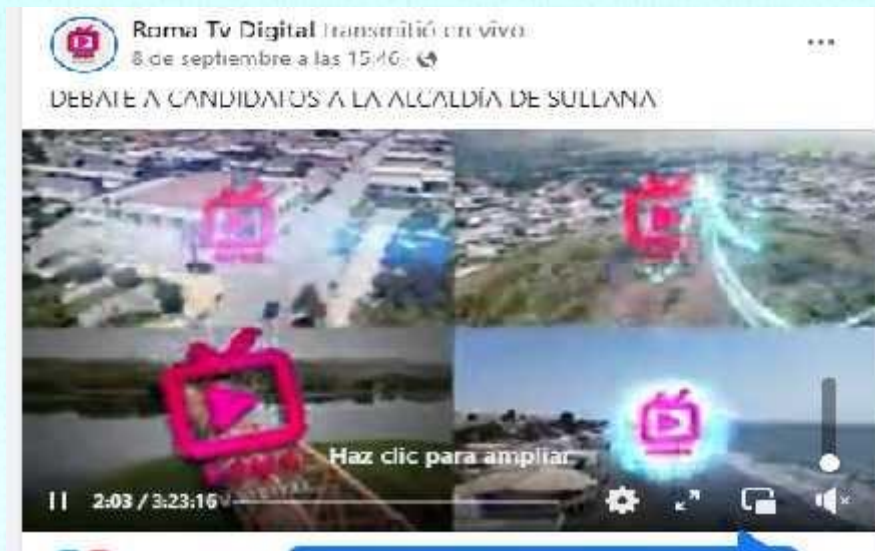 Roma Tv Digital transmitió en vivo
8 de septiembre a las 15:46
DEBATE A CANDIDATOS A LA ALCALDÍA DE SULLANA
Haz clic para ampliar
2:03 / 3:23:16